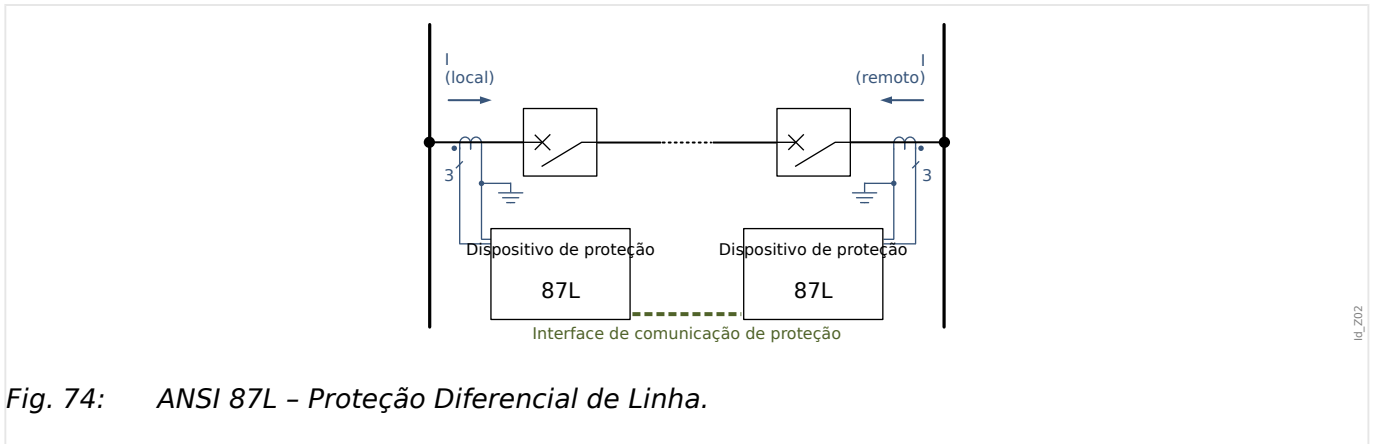 I
(local)
I
(remoto)
3
3
Dispositivo de proteção
87L
Dispositivo de proteção
87L
Interface de comunicação de proteção
ld_Z02
Fig. 74: ANSI 87L – Proteção Diferencial de Linha.